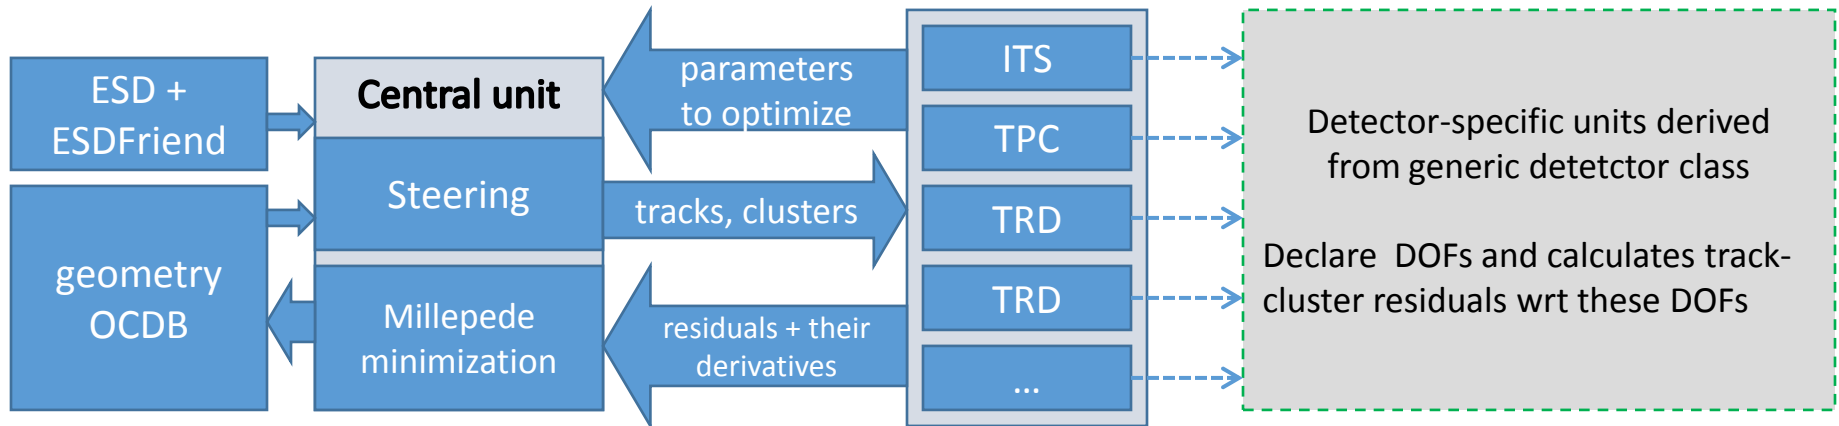 ESD +
ESDFriend
geometry
OCDB
Central unit
Steering
Millepede
minimization
parameters
to optimize
tracks, clusters
residuals + their
derivatives
ITS
TPC
TRD
TRD
...
Detector-specific units derived
from generic detetctor class
Declare DOFs and calculates track-
cluster residuals wrt these DOFs